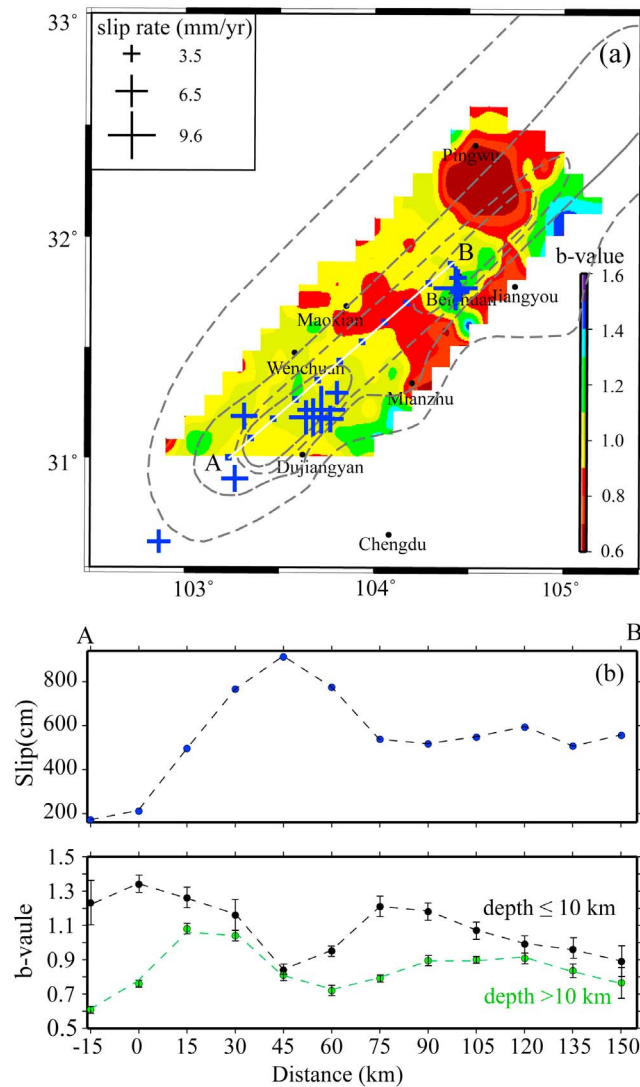 33°
slip rate (mm/yr)
3.5
6.5
9.6
(a)
Pingwu
32°
B
b-value
1.6
Beichuan
Jiangyou
1.4
Maoxian
1.2
Wenchuan
Mianzhu
1.0
31°
A
Dujiangyan
0.8
Chengdu
0.6
103°
104°
105°
A
B
(b)
800
600
400
200
Slip(cm)
1.5
1.3
1.1
0.9
0.7
0.5
b-vaule
depth ≤ 10 km
depth >10 km
-15 0 15 30 45 60 75 90 105 120 135 150
Distance (km)